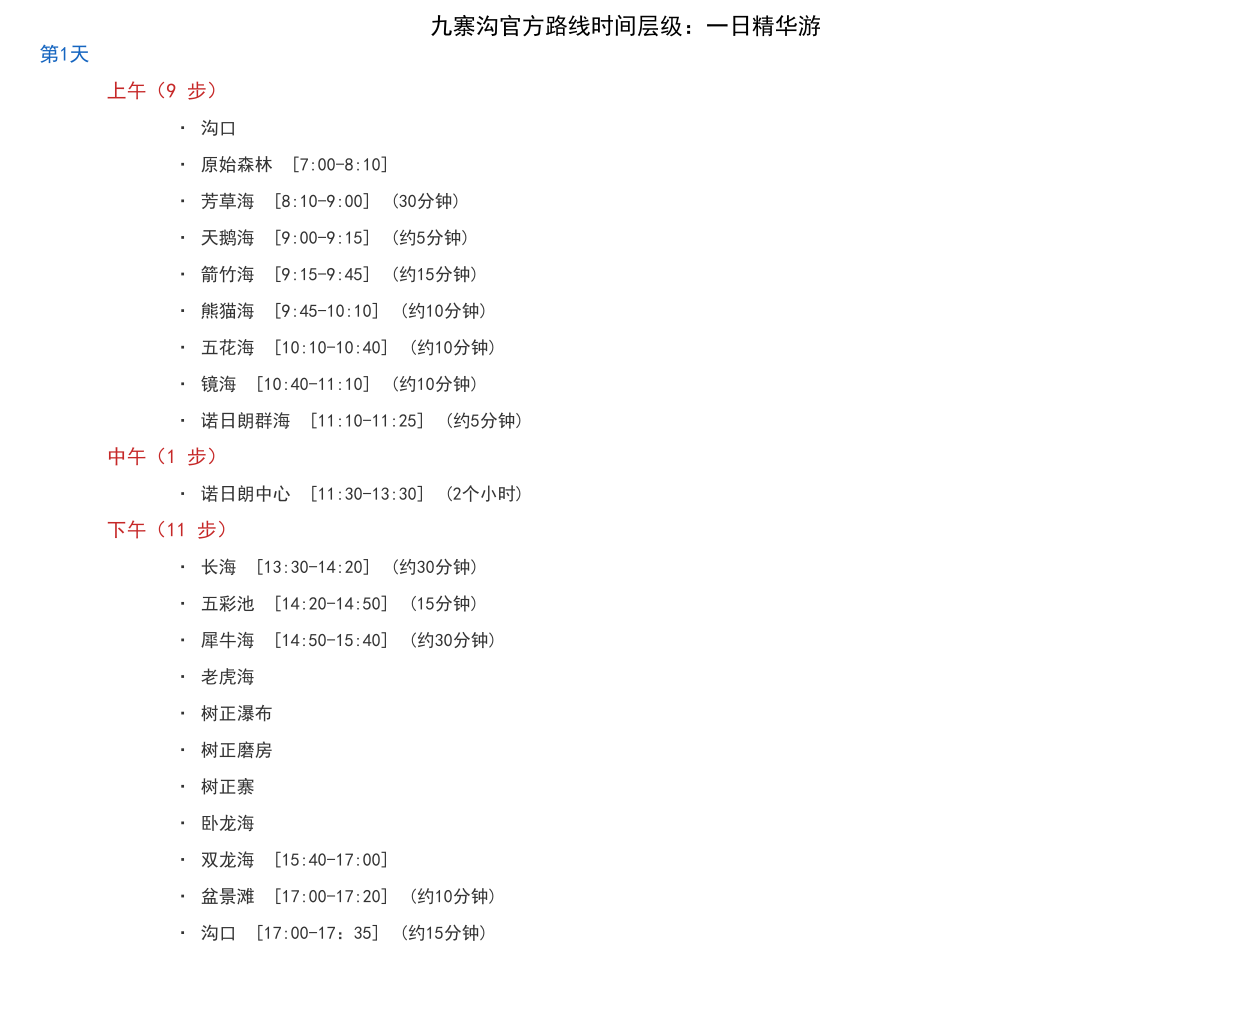 九寨沟官方路线时间层级：一日精华游
第1天
上午（9 步）
· 沟口
· 原始森林 [7:00-8:10]
· 芳草海 [8:10-9:00] （30分钟）
· 天鹅海 [9:00-9:15] （约5分钟）
· 箭竹海 [9:15-9:45] （约15分钟）
· 熊猫海 [9:45-10:10] （约10分钟）
· 五花海 [10:10-10:40] （约10分钟）
· 镜海 [10:40-11:10] （约10分钟）
· 诺日朗群海 [11:10-11:25] （约5分钟）
中午（1 步）
· 诺日朗中心 [11:30-13:30] （2个小时）
下午（11 步）
· 长海 [13:30-14:20] （约30分钟）
· 五彩池 [14:20-14:50] （15分钟）
· 犀牛海 [14:50-15:40] （约30分钟）
· 老虎海
· 树正瀑布
· 树正磨房
· 树正寨
· 卧龙海
· 双龙海 [15:40-17:00]
· 盆景滩 [17:00-17:20] （约10分钟）
· 沟口 [17:00-17：35] （约15分钟）